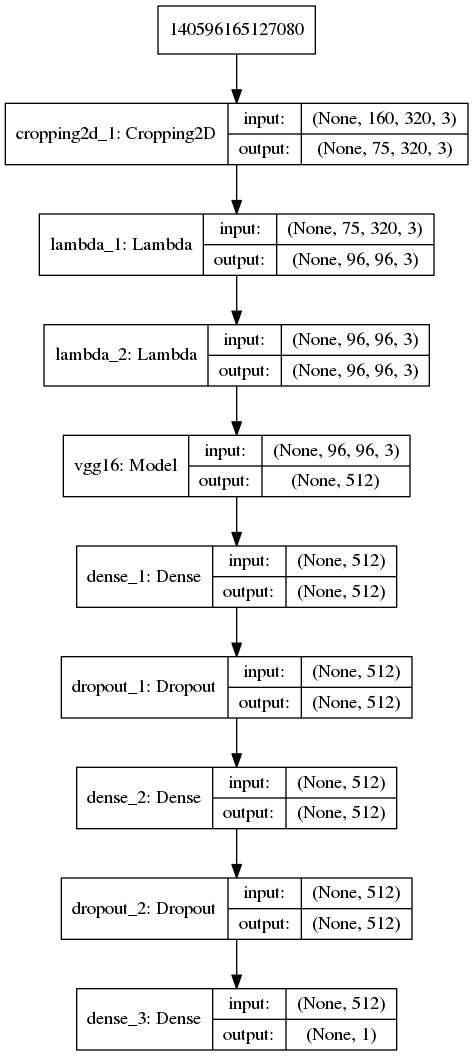 140596165127080
cropping2d_1: Cropping2D
input: (None, 160, 320, 3)
output: (None, 75, 320, 3)
lambda_1: Lambda
input: (None, 75, 320, 3)
output: (None, 96, 96, 3)
lambda_2: Lambda
input: (None, 96, 96, 3)
output: (None, 96, 96, 3)
vgg16: Model
input: (None, 96, 96, 3)
output: (None, 512)
dense_1: Dense
input: (None, 512)
output: (None, 512)
dropout_1: Dropout
input: (None, 512)
output: (None, 512)
dense_2: Dense
input: (None, 512)
output: (None, 512)
dropout_2: Dropout
input: (None, 512)
output: (None, 512)
dense_3: Dense
input: (None, 512)
output: (None, 1)